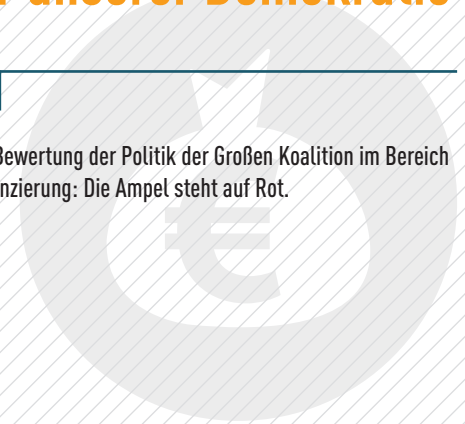 unserer Demokratie
Bewertung der Politik der Großen Koalition im Bereich
nzierung: Die Ampel steht auf Rot.
€